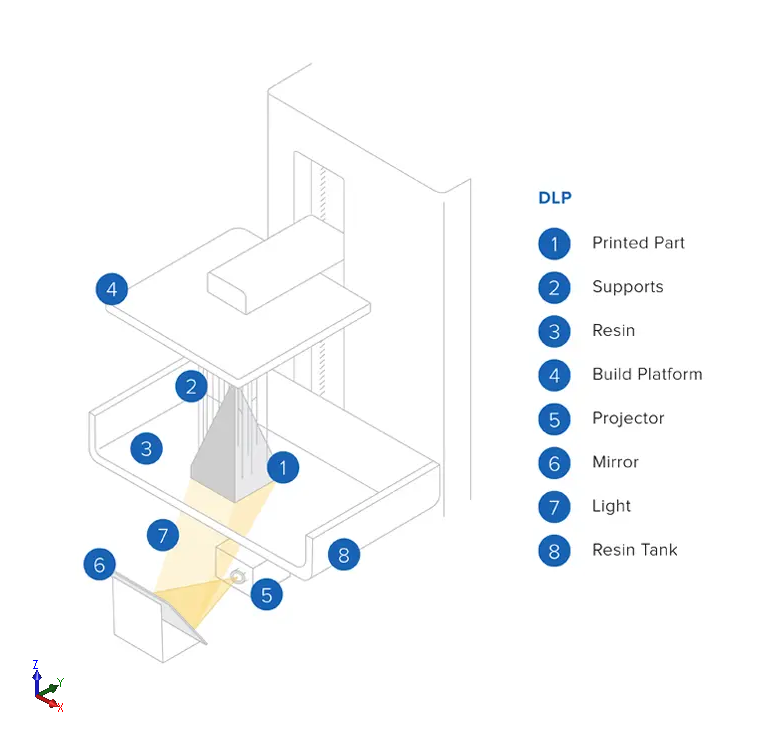 DLP
1 Printed Part
2 Supports
3 Resin
4 Build Platform
5 Projector
6 Mirror
7 Light
8 Resin Tank
4
2
3
1
7
8
6
5
Z
Y
X